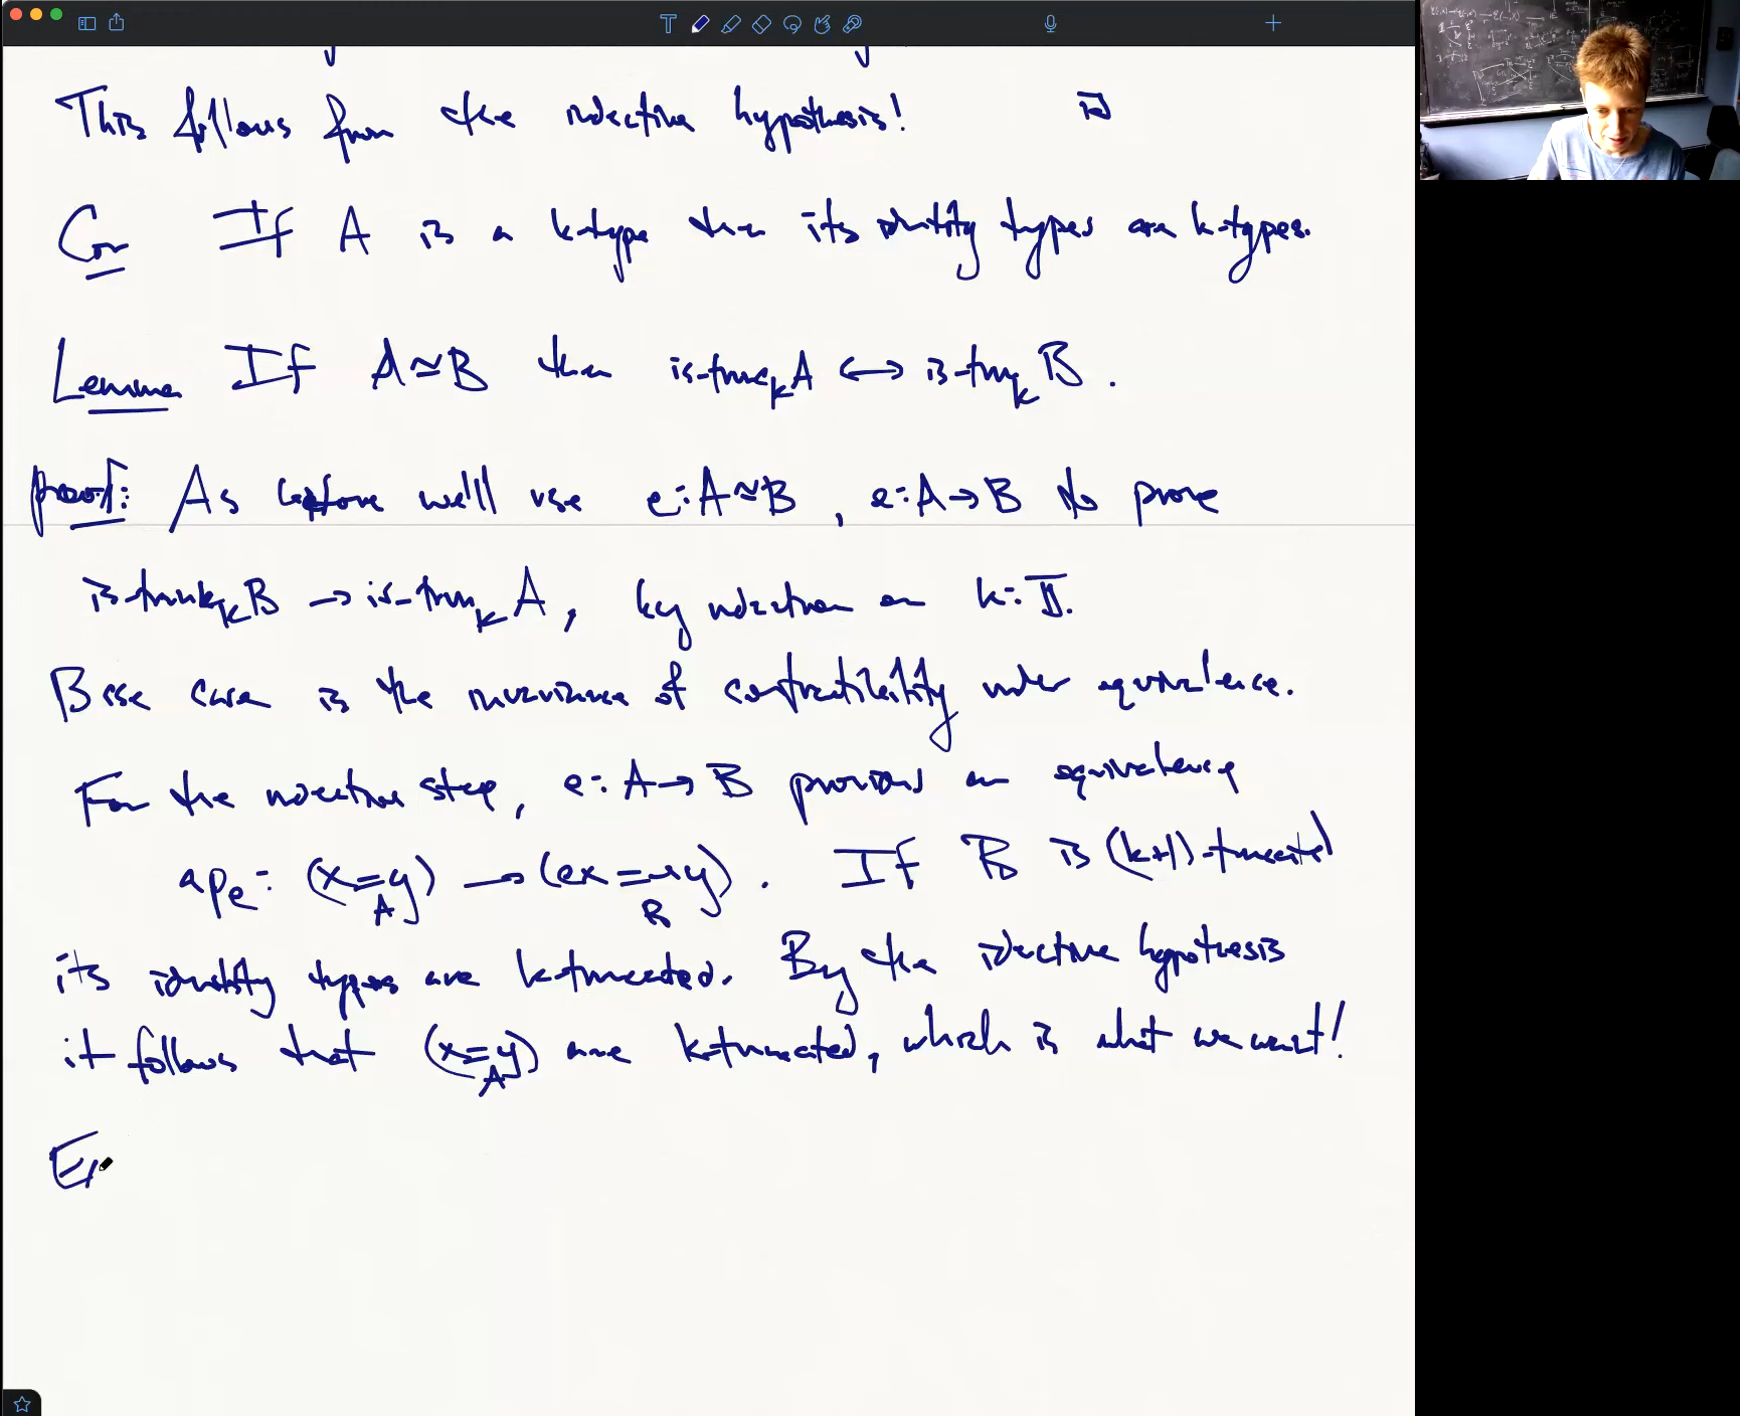 This follows from the inductive hypothesis!
Cor If A is a k-type then its identity types are k-types.
Lemma If A ≃ B then is-trunc_k A ↔ is-trunc_k B.
proof: As before we'll use e : A ≃ B, e : A → B to prove
is-trunc_k B → is-trunc_k A, by induction on k : 𝕋.
Base case is the invariance of contractibility under equivalence.
For the inductive step, e : A → B provides an equivalence
ap_e : (x =_A y) → (ex =_B ey). If B is (k+1)-truncated
its identity types are k-truncated. By the inductive hypothesis
it follows that (x =_A y) are k-truncated, which is what we want!